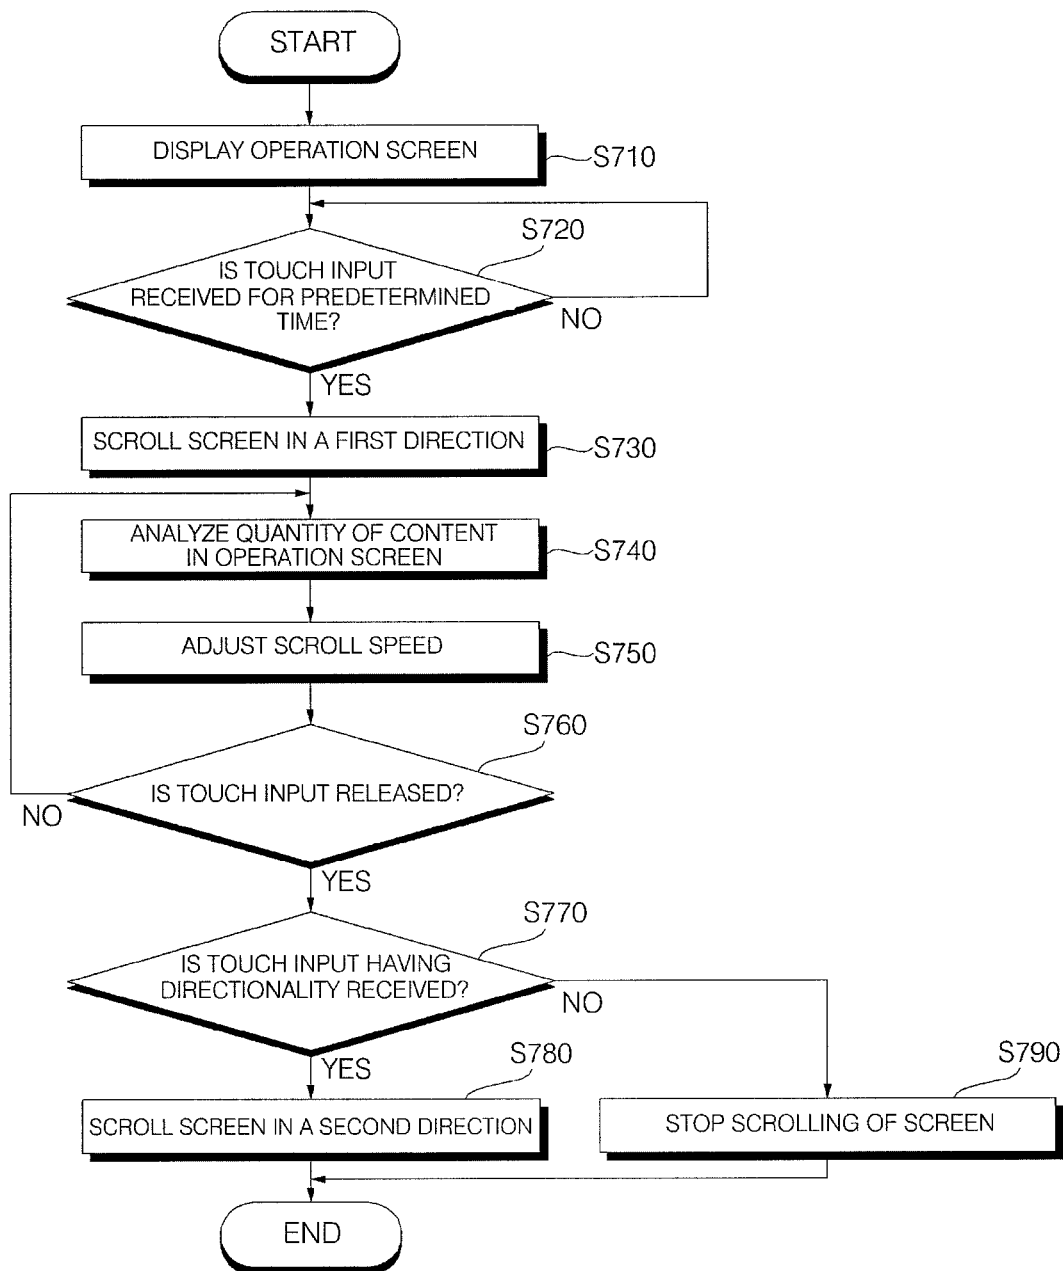 START
DISPLAY OPERATION SCREEN
S710
S720
IS TOUCH INPUT
RECEIVED FOR PREDETERMINED
TIME?
NO
YES
SCROLL SCREEN IN A FIRST DIRECTION
S730
ANALYZE QUANTITY OF CONTENT
IN OPERATION SCREEN
S740
ADJUST SCROLL SPEED
S750
S760
IS TOUCH INPUT RELEASED?
NO
YES
S770
IS TOUCH INPUT HAVING
DIRECTIONALITY RECEIVED?
NO
YES
S780
S790
SCROLL SCREEN IN A SECOND DIRECTION
STOP SCROLLING OF SCREEN
END